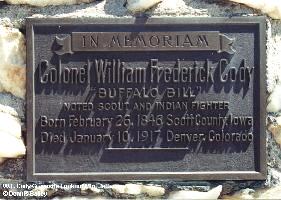 IN MEMORIAM
Colonel William Frederick Cody
"BUFFALO BILL"
NOTED SCOUT AND INDIAN FIGHTER
Born February 26, 1846 Scott County, Iowa
Died January 10, 1917 Denver, Colorado